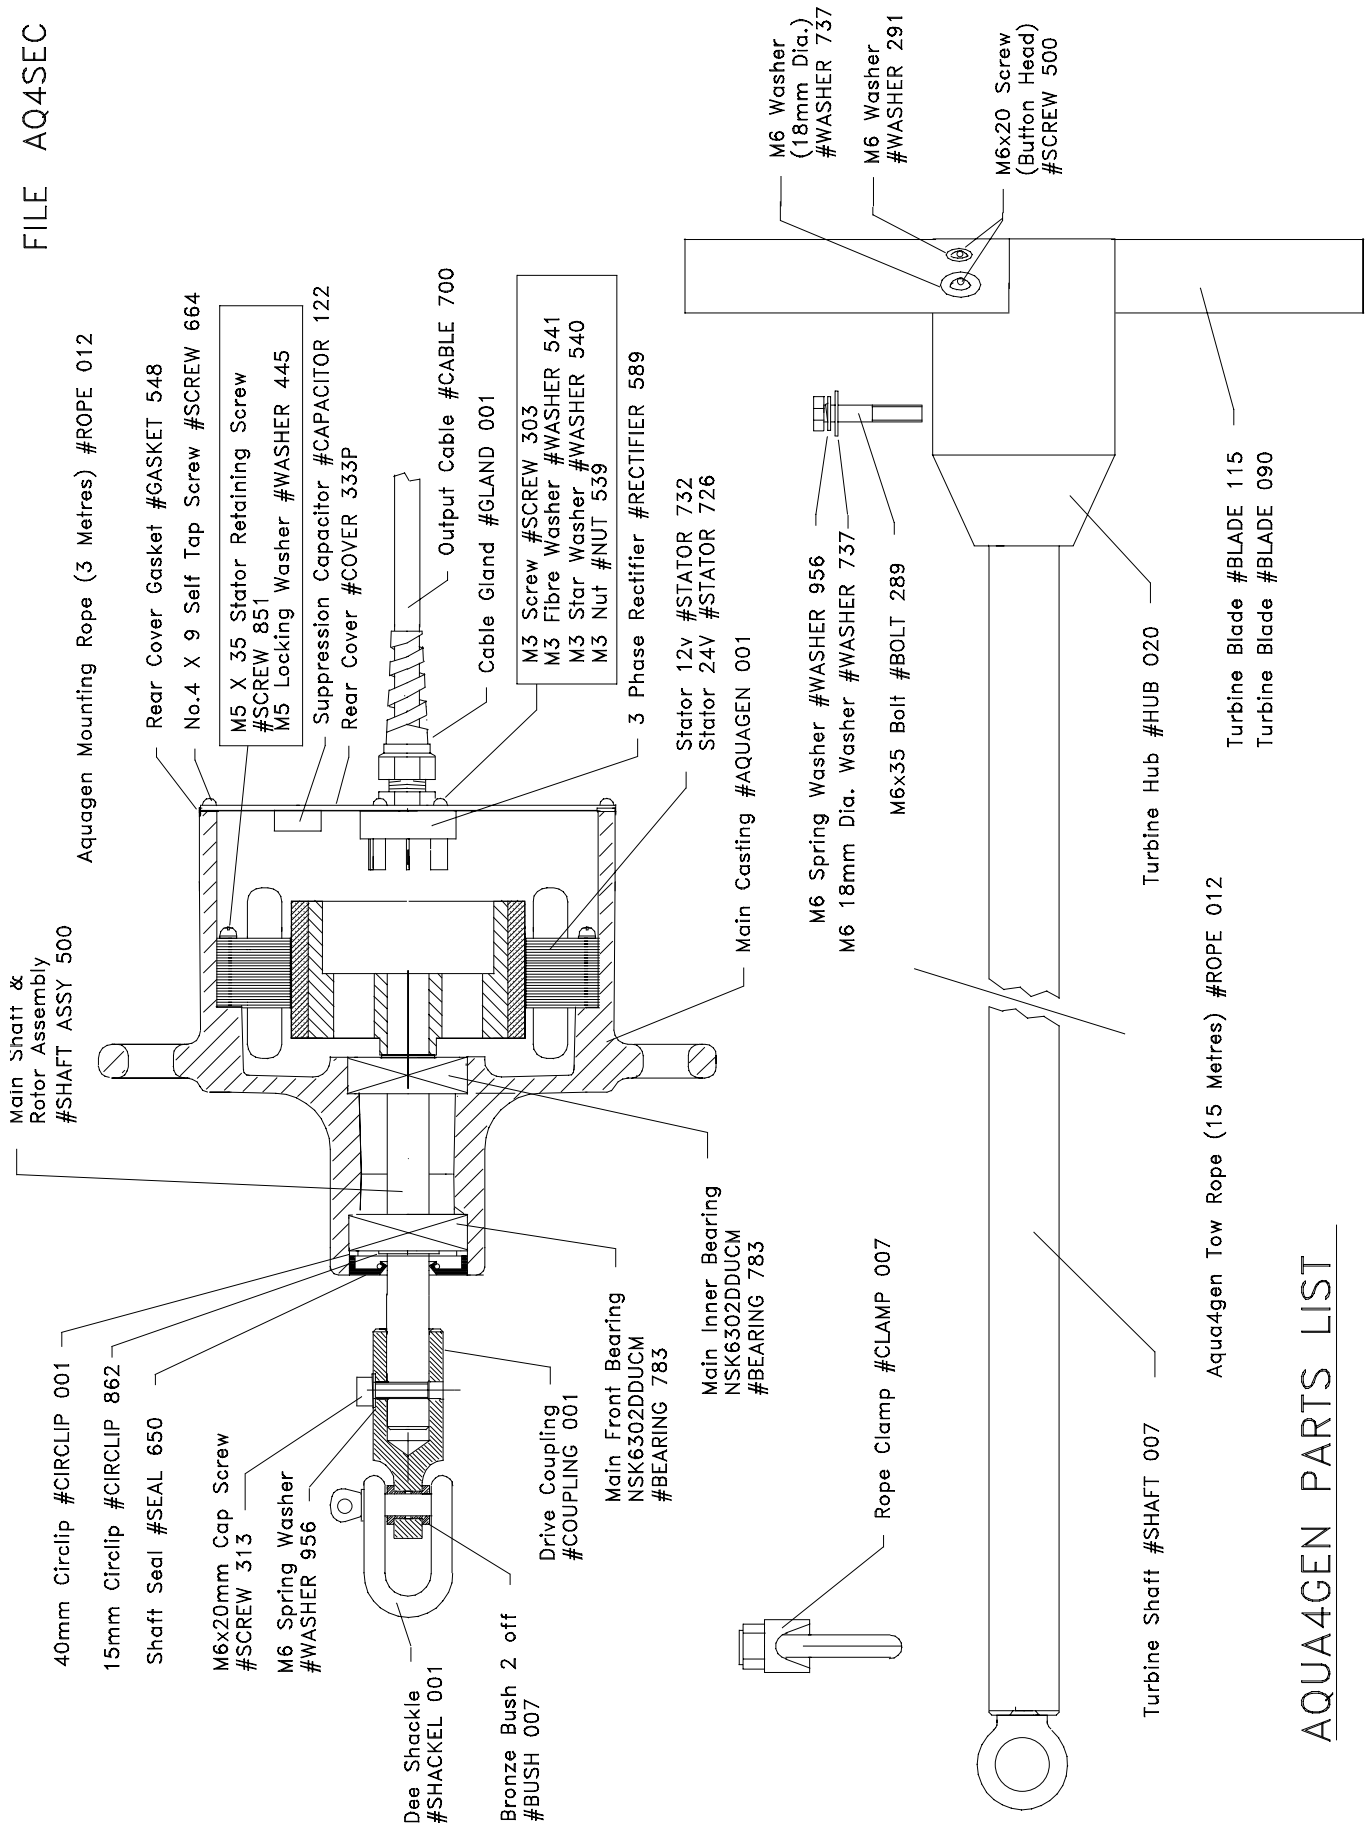 FILE AQ4SEC
Main Shaft &
Rotor Assembly
#SHAFT ASSY 500
Aquagen Mounting Rope (3 Metres) #ROPE 012
Rear Cover Gasket #GASKET 548
No.4 X 9 Self Tap Screw #SCREW 664
M5 X 35 Stator Retaining Screw
#SCREW 851
M5 Locking Washer #WASHER 445
Suppression Capacitor #CAPACITOR 122
Rear Cover #COVER 333P
Output Cable #CABLE 700
Cable Gland #GLAND 001
M3 Screw #SCREW 303
M3 Fibre Washer #WASHER 541
M3 Star Washer #WASHER 540
M3 Nut #NUT 539
3 Phase Rectifier #RECTIFIER 589
Stator 12v #STATOR 732
Stator 24V #STATOR 726
Main Casting #AQUAGEN 001
40mm Circlip #CIRCLIP 001
15mm Circlip #CIRCLIP 862
Shaft Seal #SEAL 650
M6x20mm Cap Screw
#SCREW 313
M6 Spring Washer
#WASHER 956
Dee Shackle
#SHACKEL 001
Bronze Bush 2 off
#BUSH 007
Drive Coupling
#COUPLING 001
Main Front Bearing
NSK6302DDUCM
#BEARING 783
Main Inner Bearing
NSK6302DDUCM
#BEARING 783
M6 Washer
(18mm Dia.)
#WASHER 737
M6 Washer
#WASHER 291
M6x20 Screw
(Button Head)
#SCREW 500
M6 Spring Washer #WASHER 956
M6 18mm Dia. Washer #WASHER 737
M6x35 Bolt #BOLT 289
Rope Clamp #CLAMP 007
Turbine Hub #HUB 020
Turbine Blade #BLADE 115
Turbine Blade #BLADE 090
Turbine Shaft #SHAFT 007
Aqua4gen Tow Rope (15 Metres) #ROPE 012
AQUA4GEN PARTS LIST